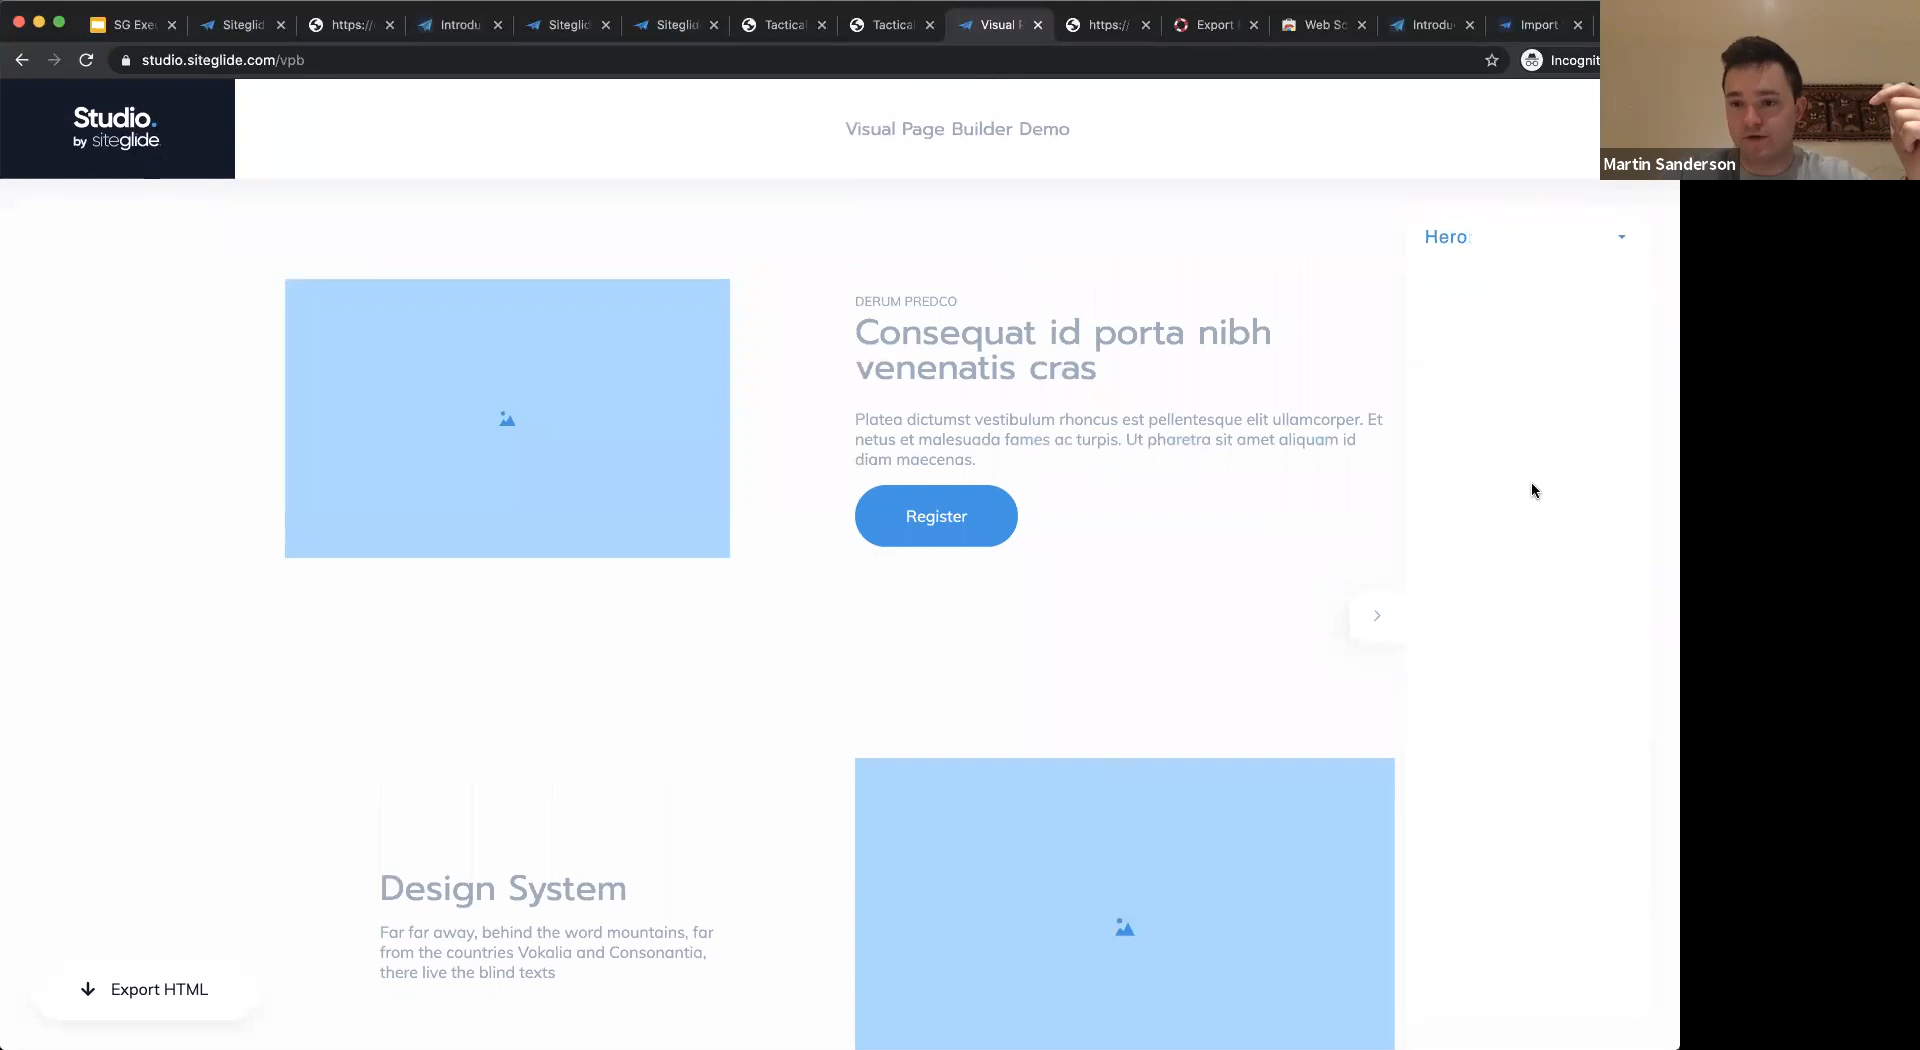 SG Exe
Siteglid
https://
Introdu
Siteglid
Siteglid
Tactical
Tactical
Visual P
https://
Export
Web Sc
Introdu
Import
studio.siteglide.com/vpb
Incognit
Studio.
by siteglide
Visual Page Builder Demo
Martin Sanderson
Hero
DERUM PREDCO
Consequat id porta nibh
venenatis cras
Platea dictumst vestibulum rhoncus est pellentesque elit ullamcorper. Et
netus et malesuada fames ac turpis. Ut pharetra sit amet aliquam id
diam maecenas.
Register
Design System
Far far away, behind the word mountains, far
from the countries Vokalia and Consonantia,
there live the blind texts
Export HTML